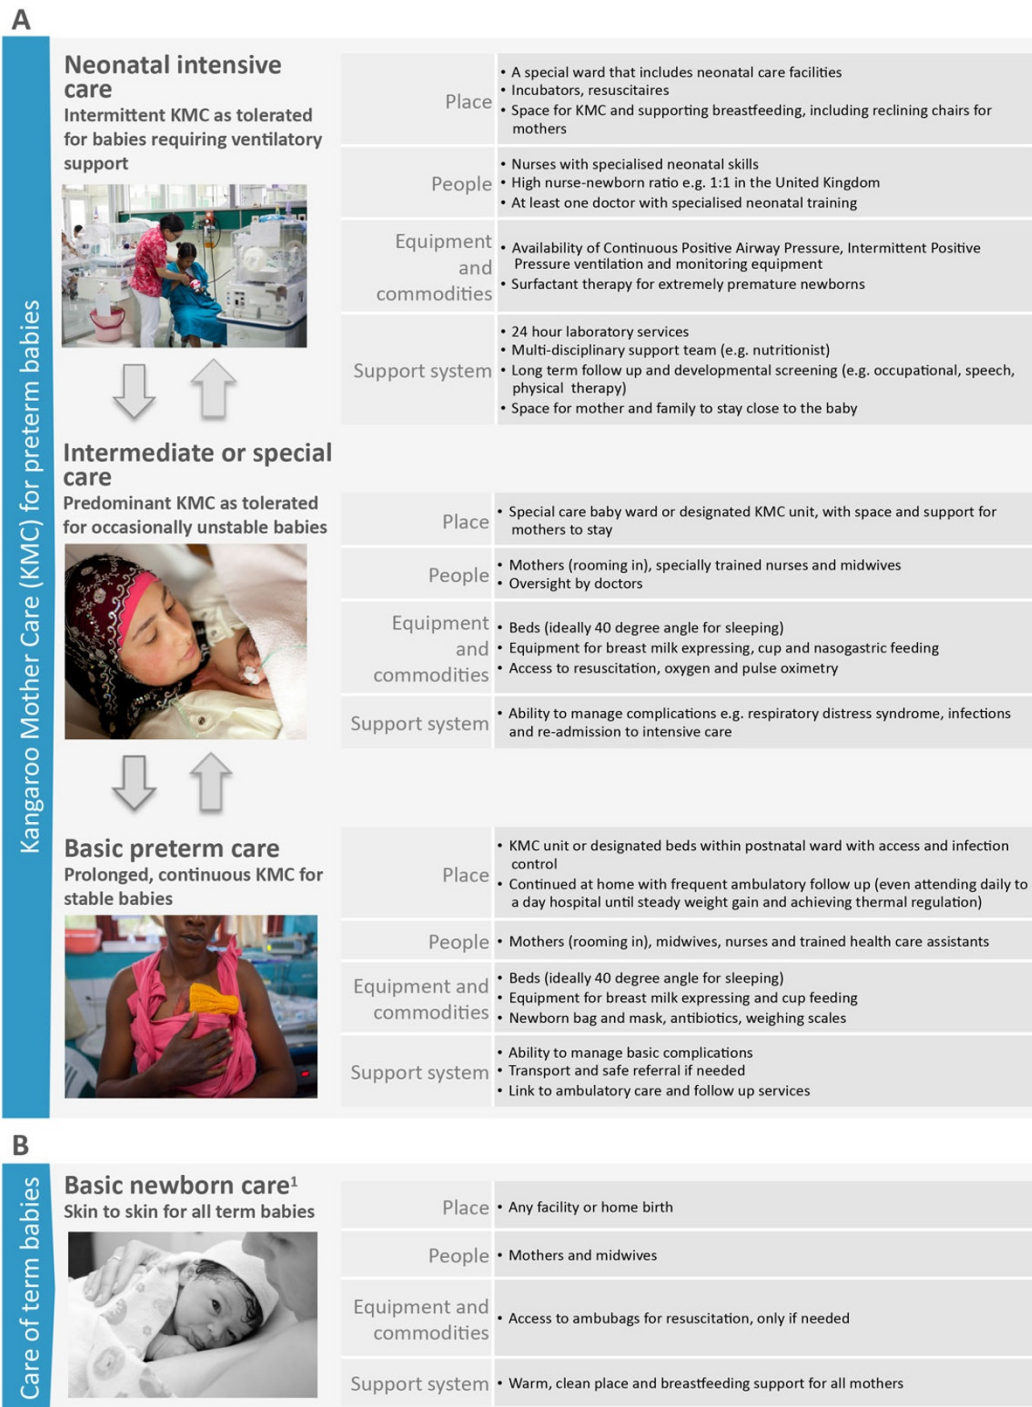 A
Kangaroo Mother Care (KMC) for preterm babies
Neonatal intensive
care
Intermittent KMC as tolerated
for babies requiring ventilatory
support
Place
• A special ward that includes neonatal care facilities
• Incubators, resuscitaires
• Space for KMC and supporting breastfeeding, including reclining chairs for
mothers
People
• Nurses with specialised neonatal skills
• High nurse-newborn ratio e.g. 1:1 in the United Kingdom
• At least one doctor with specialised neonatal training
Equipment
and
commodities
• Availability of Continuous Positive Airway Pressure, Intermittent Positive
Pressure ventilation and monitoring equipment
• Surfactant therapy for extremely premature newborns
Support system
• 24 hour laboratory services
• Multi-disciplinary support team (e.g. nutritionist)
• Long term follow up and developmental screening (e.g. occupational, speech,
physical therapy)
• Space for mother and family to stay close to the baby
Intermediate or special
care
Predominant KMC as tolerated
for occasionally unstable babies
Place
• Special care baby ward or designated KMC unit, with space and support for
mothers to stay
People
• Mothers (rooming in), specially trained nurses and midwives
• Oversight by doctors
Equipment
and
commodities
• Beds (ideally 40 degree angle for sleeping)
• Equipment for breast milk expressing, cup and nasogastric feeding
• Access to resuscitation, oxygen and pulse oximetry
Support system
• Ability to manage complications e.g. respiratory distress syndrome, infections
and re-admission to intensive care
Basic preterm care
Prolonged, continuous KMC for
stable babies
Place
• KMC unit or designated beds within postnatal ward with access and infection
control
• Continued at home with frequent ambulatory follow up (even attending daily to
a day hospital until steady weight gain and achieving thermal regulation)
People
• Mothers (rooming in), midwives, nurses and trained health care assistants
Equipment and
commodities
• Beds (ideally 40 degree angle for sleeping)
• Equipment for breast milk expressing and cup feeding
• Newborn bag and mask, antibiotics, weighing scales
Support system
• Ability to manage basic complications
• Transport and safe referral if needed
• Link to ambulatory care and follow up services
B
Care of term babies
Basic newborn care¹
Skin to skin for all term babies
Place
• Any facility or home birth
People
• Mothers and midwives
Equipment and
commodities
• Access to ambubags for resuscitation, only if needed
Support system
• Warm, clean place and breastfeeding support for all mothers